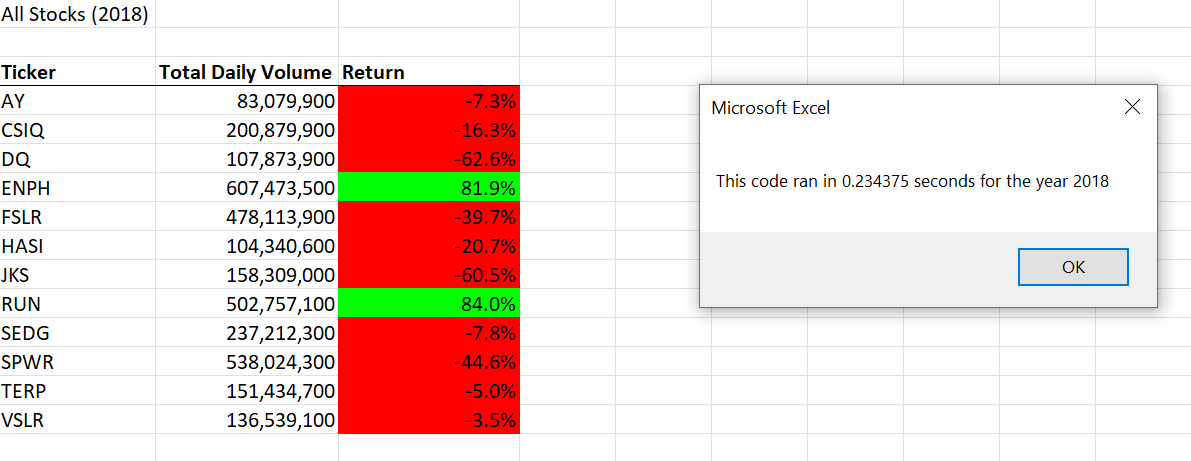 All Stocks (2018)
Ticker Total Daily Volume Return
AY 83,079,900 -7.3%
CSIQ 200,879,900 -16.3%
DQ 107,873,900 -62.6%
ENPH 607,473,500 81.9%
FSLR 478,113,900 -39.7%
HASI 104,340,600 -20.7%
JKS 158,309,000 -60.5%
RUN 502,757,100 84.0%
SEDG 237,212,300 -7.8%
SPWR 538,024,300 -44.6%
TERP 151,434,700 -5.0%
VSLR 136,539,100 -3.5%
Microsoft Excel
This code ran in 0.234375 seconds for the year 2018
OK